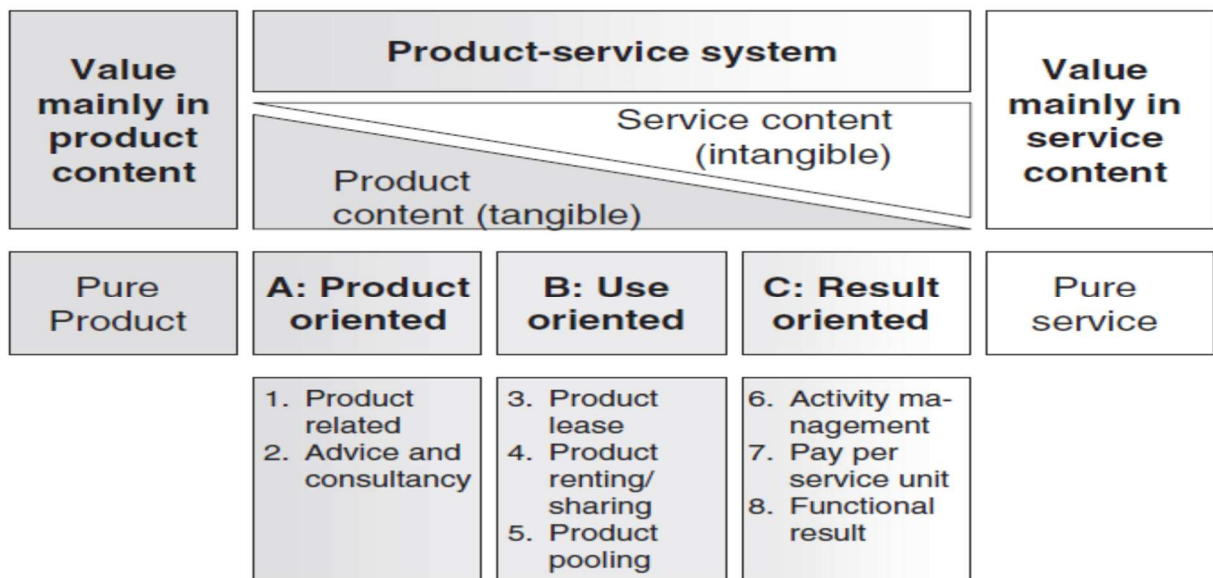 Value
mainly in
product
content
Product-service system
Service content
(intangible)
Product
content (tangible)
Value
mainly in
service
content
Pure
Product
A: Product
oriented
B: Use
oriented
C: Result
oriented
Pure
service
1. Product
related
2. Advice and
consultancy
3. Product
lease
4. Product
renting/
sharing
5. Product
pooling
6. Activity ma-
nagement
7. Pay per
service unit
8. Functional
result